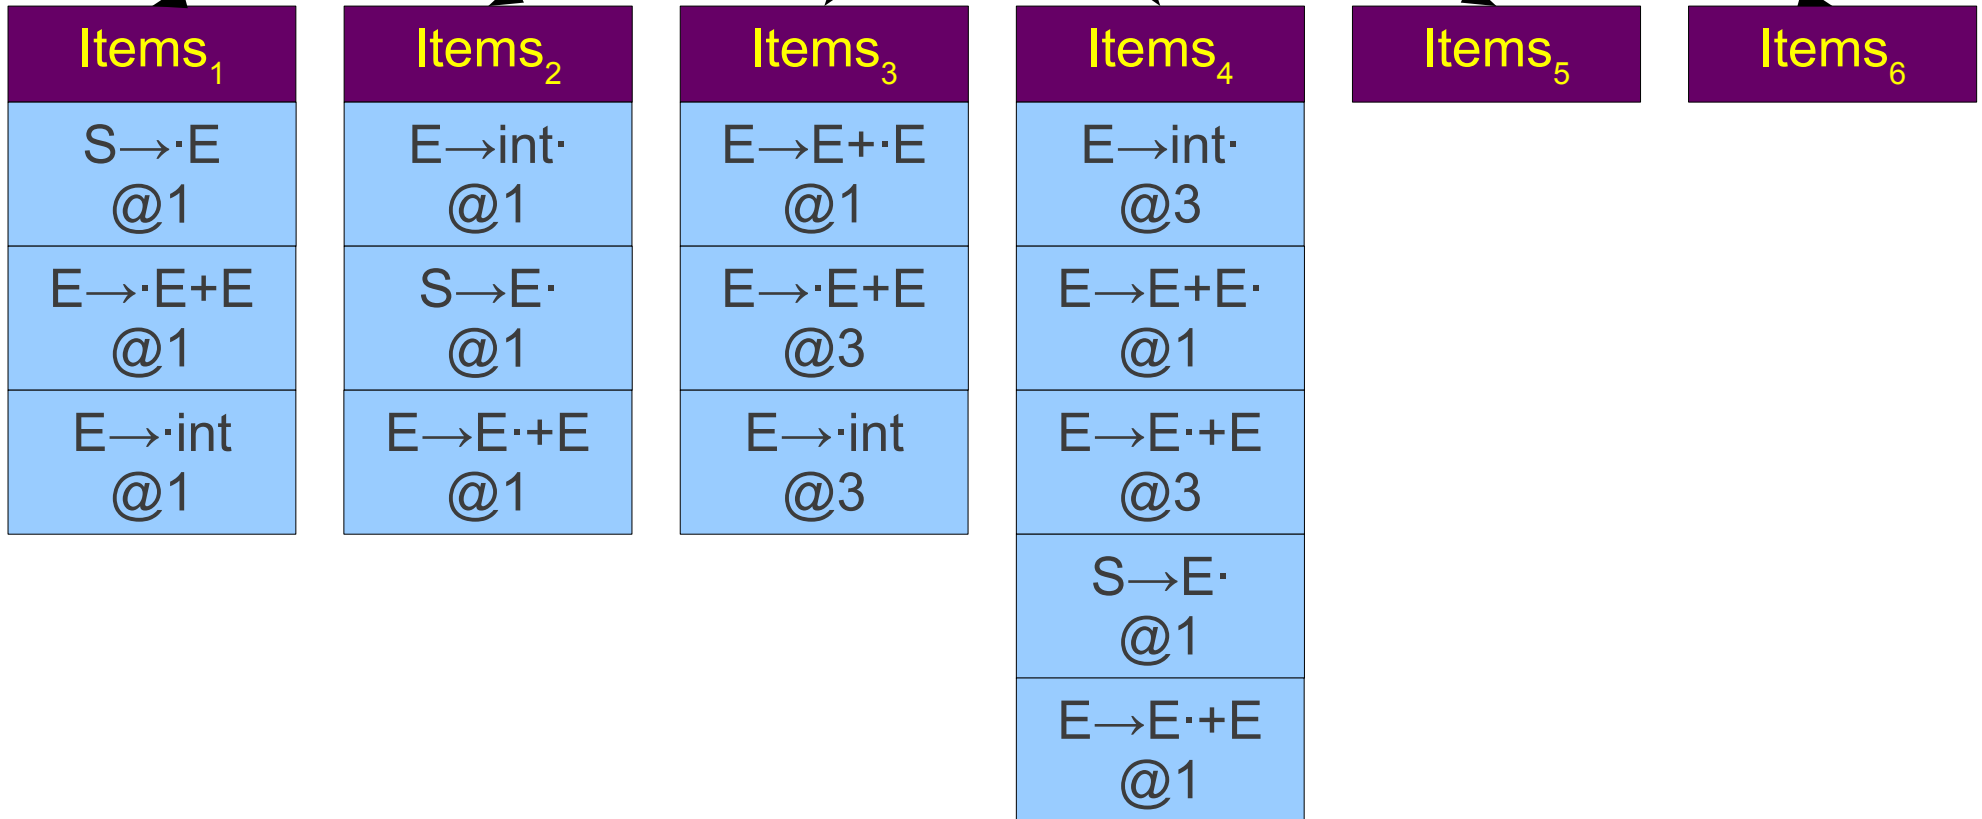 Items₁
S→·E
@1
E→·E+E
@1
E→·int
@1
Items₂
E→int·
@1
S→E·
@1
E→E·+E
@1
Items₃
E→E+·E
@1
E→·E+E
@3
E→·int
@3
Items₄
E→int·
@3
E→E+E·
@1
E→E·+E
@3
S→E·
@1
E→E·+E
@1
Items₅
Items₆